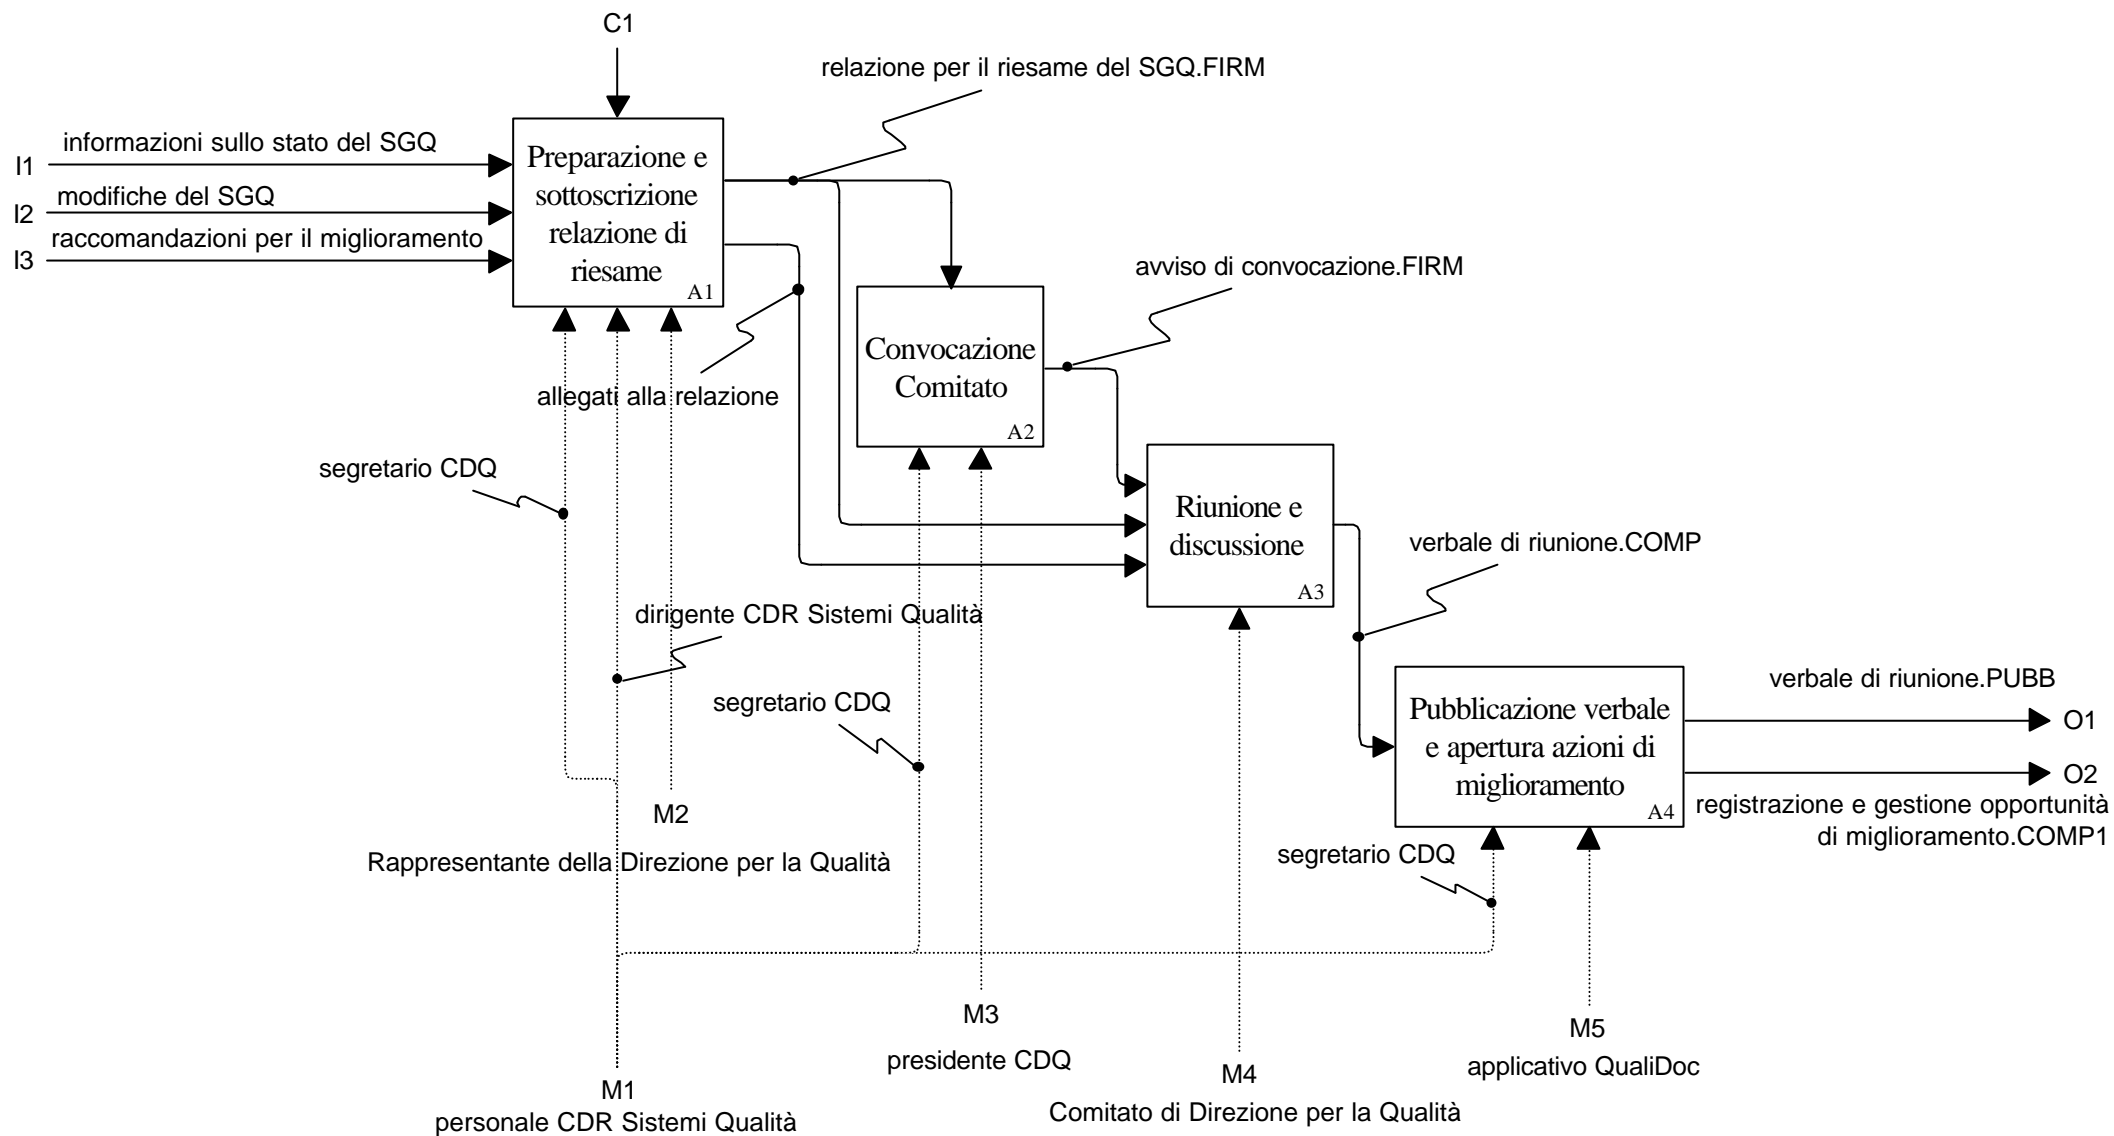 C1
relazione per il riesame del SGQ.FIRM
informazioni sullo stato del SGQ
I1
modifiche del SGQ
I2
raccomandazioni per il miglioramento
I3
Preparazione e
sottoscrizione
relazione di
riesame
A1
avviso di convocazione.FIRM
Convocazione
Comitato
A2
allegati alla relazione
segretario CDQ
Riunione e
discussione
A3
verbale di riunione.COMP
dirigente CDR Sistemi Qualità
segretario CDQ
verbale di riunione.PUBB
Pubblicazione verbale
e apertura azioni di
miglioramento
A4
O1
O2
registrazione e gestione opportunità
di miglioramento.COMP1
M2
Rappresentante della Direzione per la Qualità
segretario CDQ
M3
presidente CDQ
M5
applicativo QualiDoc
M4
Comitato di Direzione per la Qualità
M1
personale CDR Sistemi Qualità